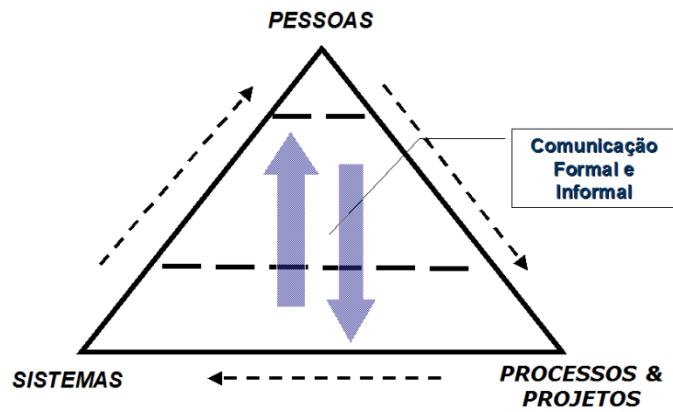 PESSOAS
Comunicação
Formal e
Informal
SISTEMAS
PROCESSOS &
PROJETOS